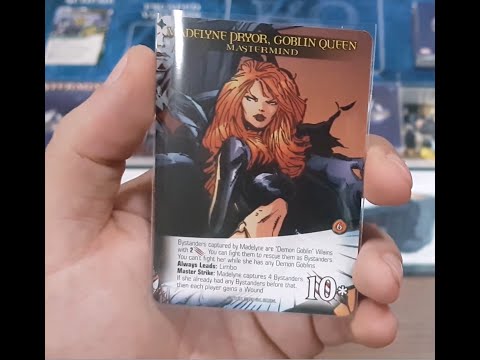 MADELYNE PRYOR, GOBLIN QUEEN
MASTERMIND
6
Bystanders captured by Madelyne are "Demon Goblin" Villains
with 2 . You can fight them to rescue them as Bystanders.
You can't fight her while she has any Demon Goblins.
Always Leads: Limbo
Master Strike: Madelyne captures 4 Bystanders.
If she already had any Bystanders before that,
then each player gains a Wound.
10*